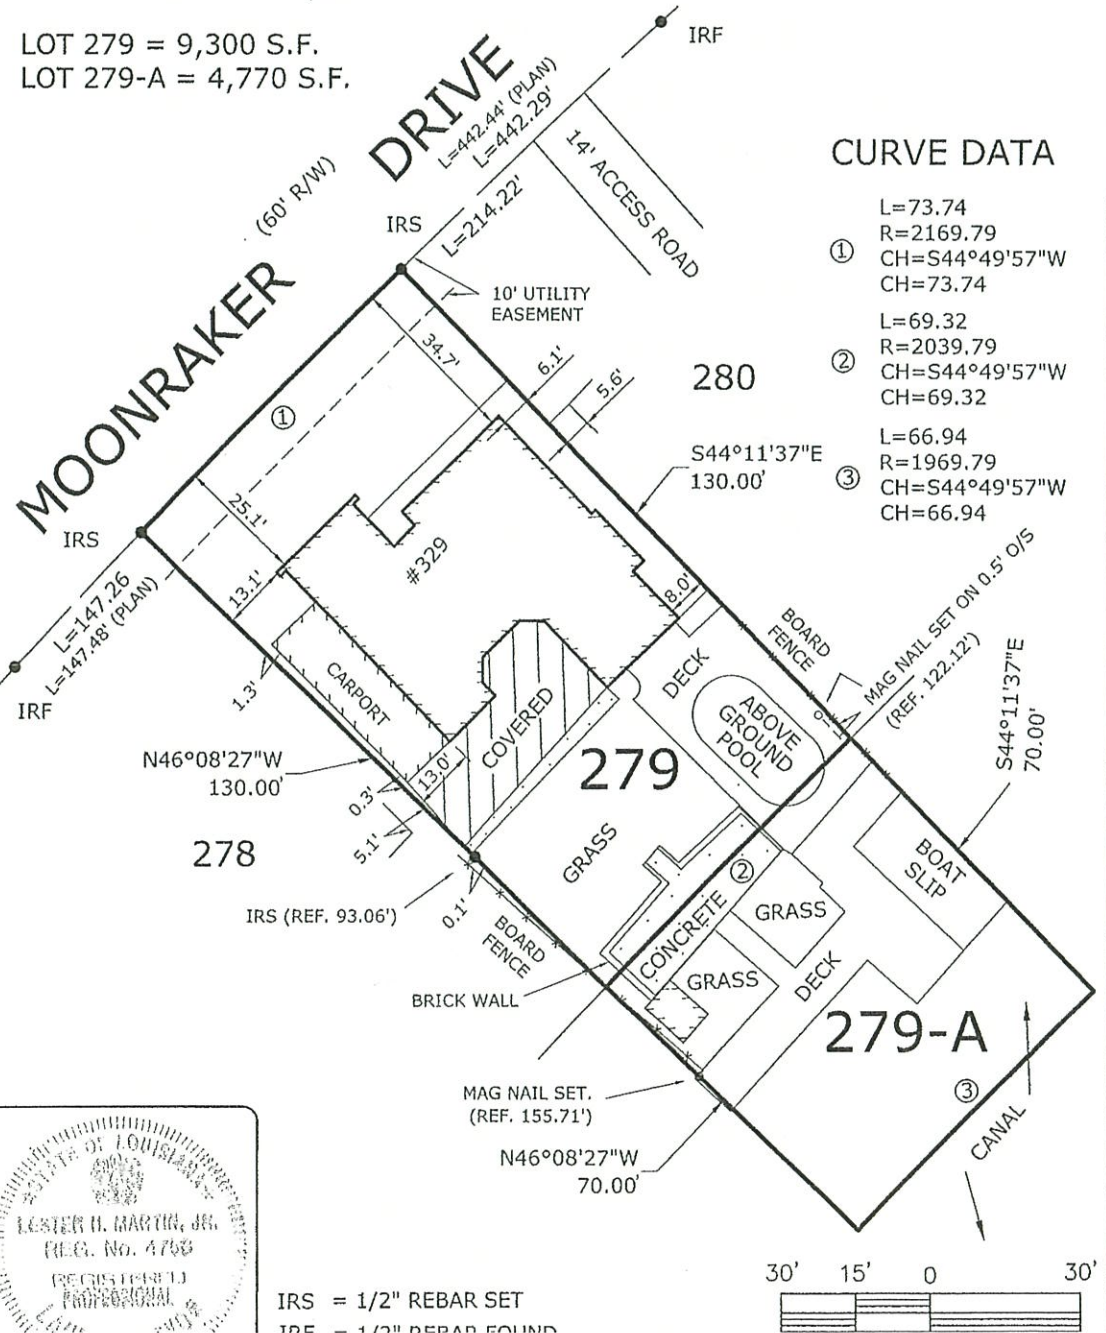 LOT 279 = 9,300 S.F.
LOT 279-A = 4,770 S.F.
MOONRAKER DRIVE
(60' R/W)
L=442.44' (PLAN)
L=442.29'
IRF
14' ACCESS ROAD
L=214.22'
IRS
10' UTILITY
EASEMENT
CURVE DATA
①
L=73.74
R=2169.79
CH=S44°49'57"W
CH=73.74
②
L=69.32
R=2039.79
CH=S44°49'57"W
CH=69.32
③
L=66.94
R=1969.79
CH=S44°49'57"W
CH=66.94
①
34.7'
6.1'
5.6'
280
S44°11'37"E
130.00'
25.1'
IRS
13.1'
#329
8.0'
L=147.26
L=147.48' (PLAN)
IRF
1.3'
CARPORT
COVERED
DECK
BOARD
FENCE
MAG NAIL SET ON 0.5' O/S
(REF. 122.12')
S44°11'37"E
70.00'
ABOVE
GROUND
POOL
279
N46°08'27"W
130.00'
0.3'
13.0'
5.1'
278
GRASS
IRS (REF. 93.06')
0.1'
BOARD
FENCE
②
CONCRETE
GRASS
BOAT
SLIP
GRASS
DECK
BRICK WALL
279-A
MAG NAIL SET.
(REF. 155.71')
③
CANAL
N46°08'27"W
70.00'
STATE OF LOUISIANA
LESTER H. MARTIN, JR.
REG. No. 4750
REGISTERED
PROFESSIONAL
IRS = 1/2" REBAR SET
IRF = 1/2" REBAR FOUND
30' 15' 0 30'